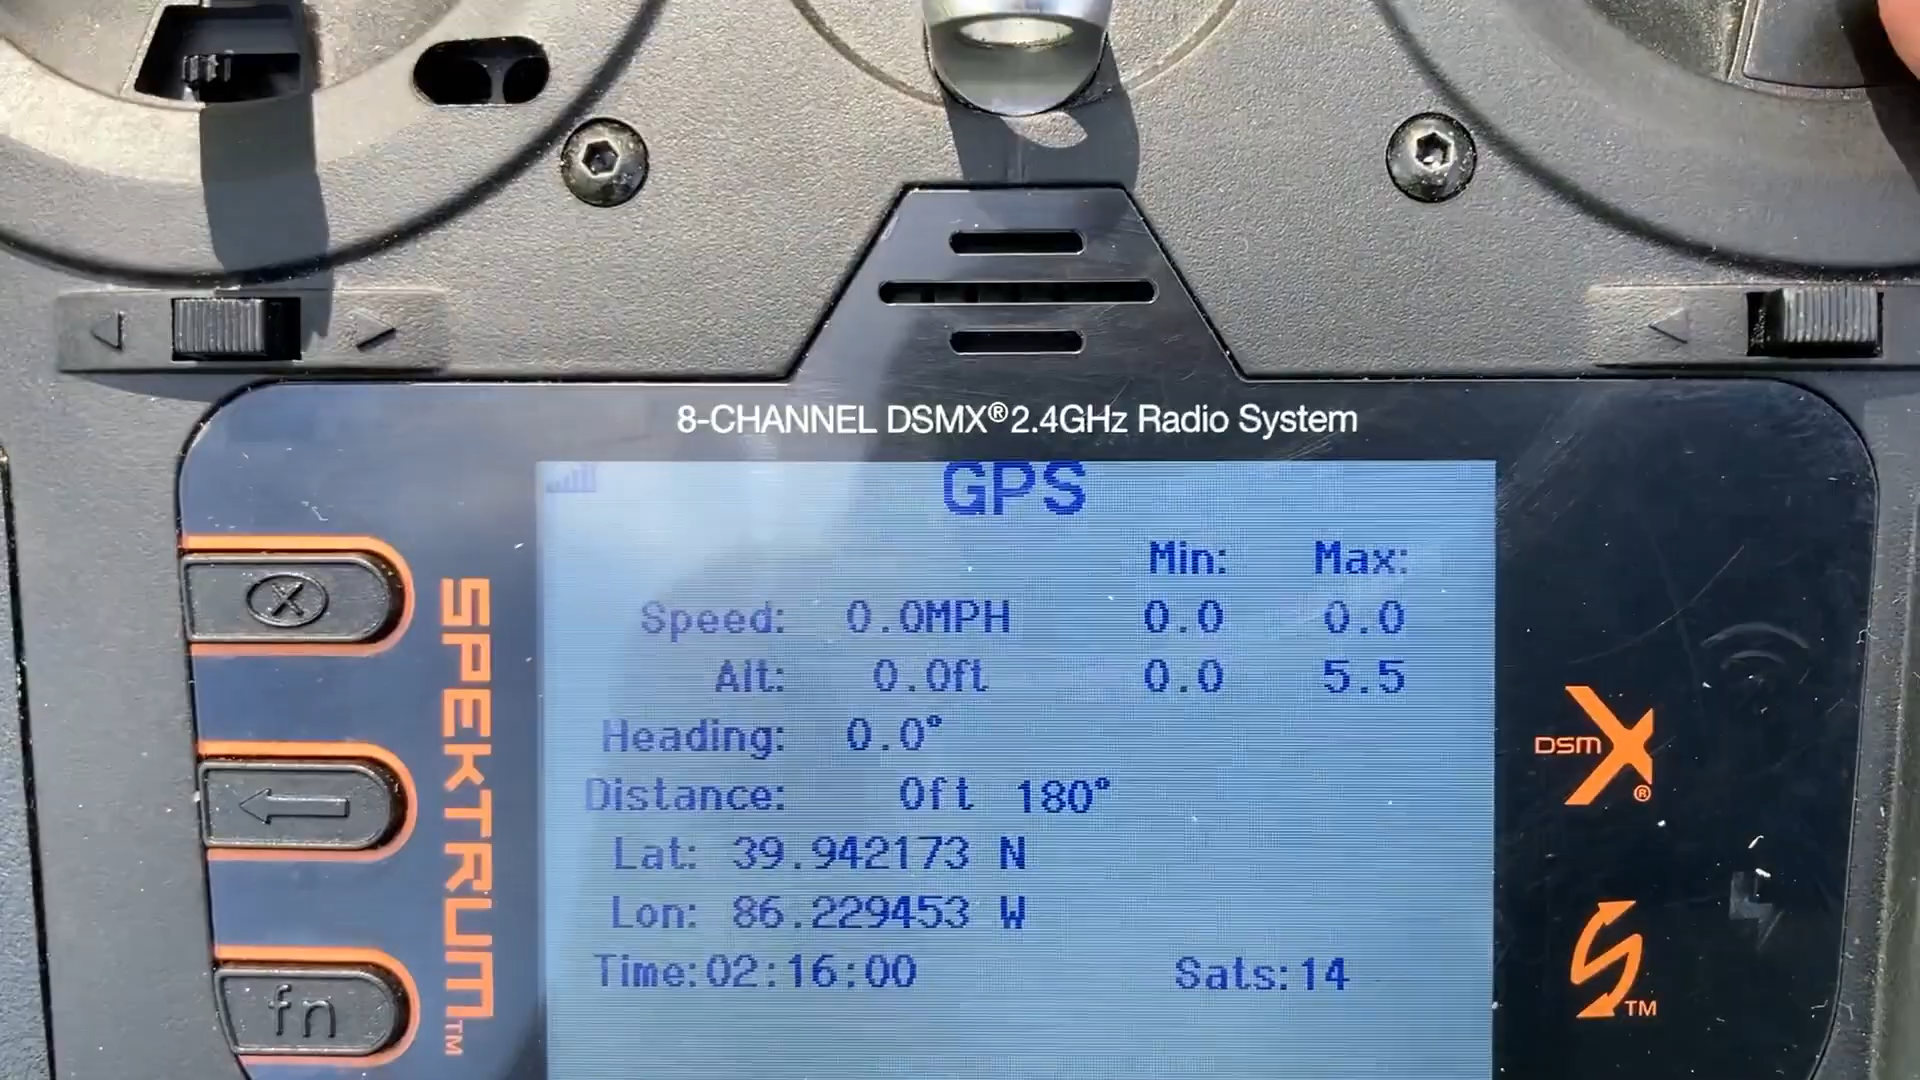 8-CHANNEL DSMX®2.4GHz Radio System
GPS
Min: Max:
Speed: 0.0MPH 0.0 0.0
Alt: 0.0ft 0.0 5.5
Heading: 0.0°
Distance: 0ft 180°
Lat: 39.942173 N
Lon: 86.229453 W
Time:02:16:00 Sats:14
SPEKTRUM™
fn
DSMX®
™